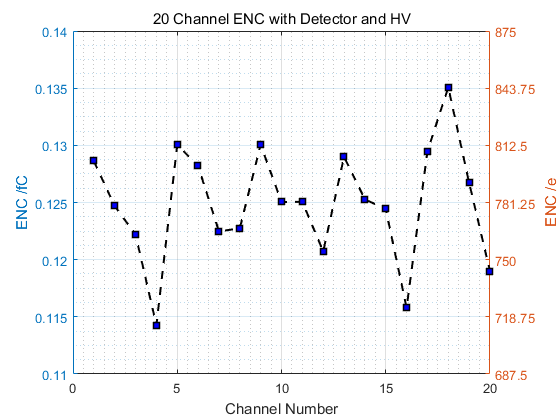 20 Channel ENC with Detector and HV
0.14
0.135
0.13
0.125
0.12
0.115
0.11
ENC /fC
875
843.75
812.5
781.25
750
718.75
687.5
ENC /e
0 5 10 15 20
Channel Number